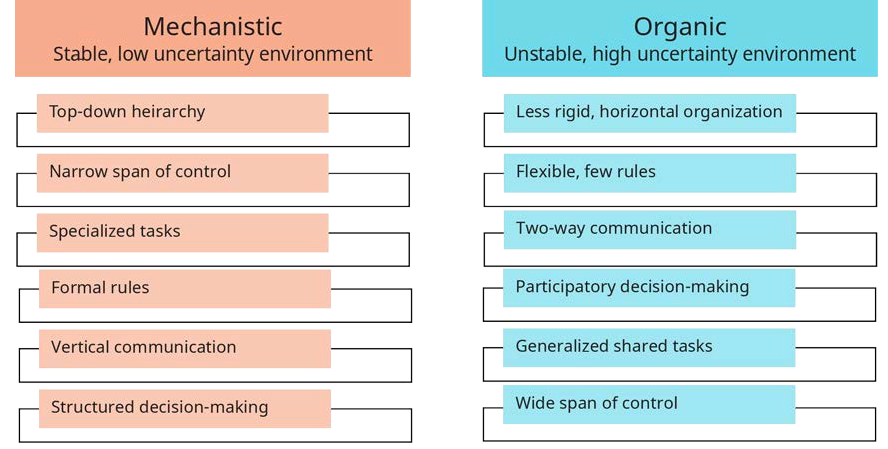 Mechanistic
Stable, low uncertainty environment
Top-down heirarchy
Narrow span of control
Specialized tasks
Formal rules
Vertical communication
Structured decision-making
Organic
Unstable, high uncertainty environment
Less rigid, horizontal organization
Flexible, few rules
Two-way communication
Participatory decision-making
Generalized shared tasks
Wide span of control